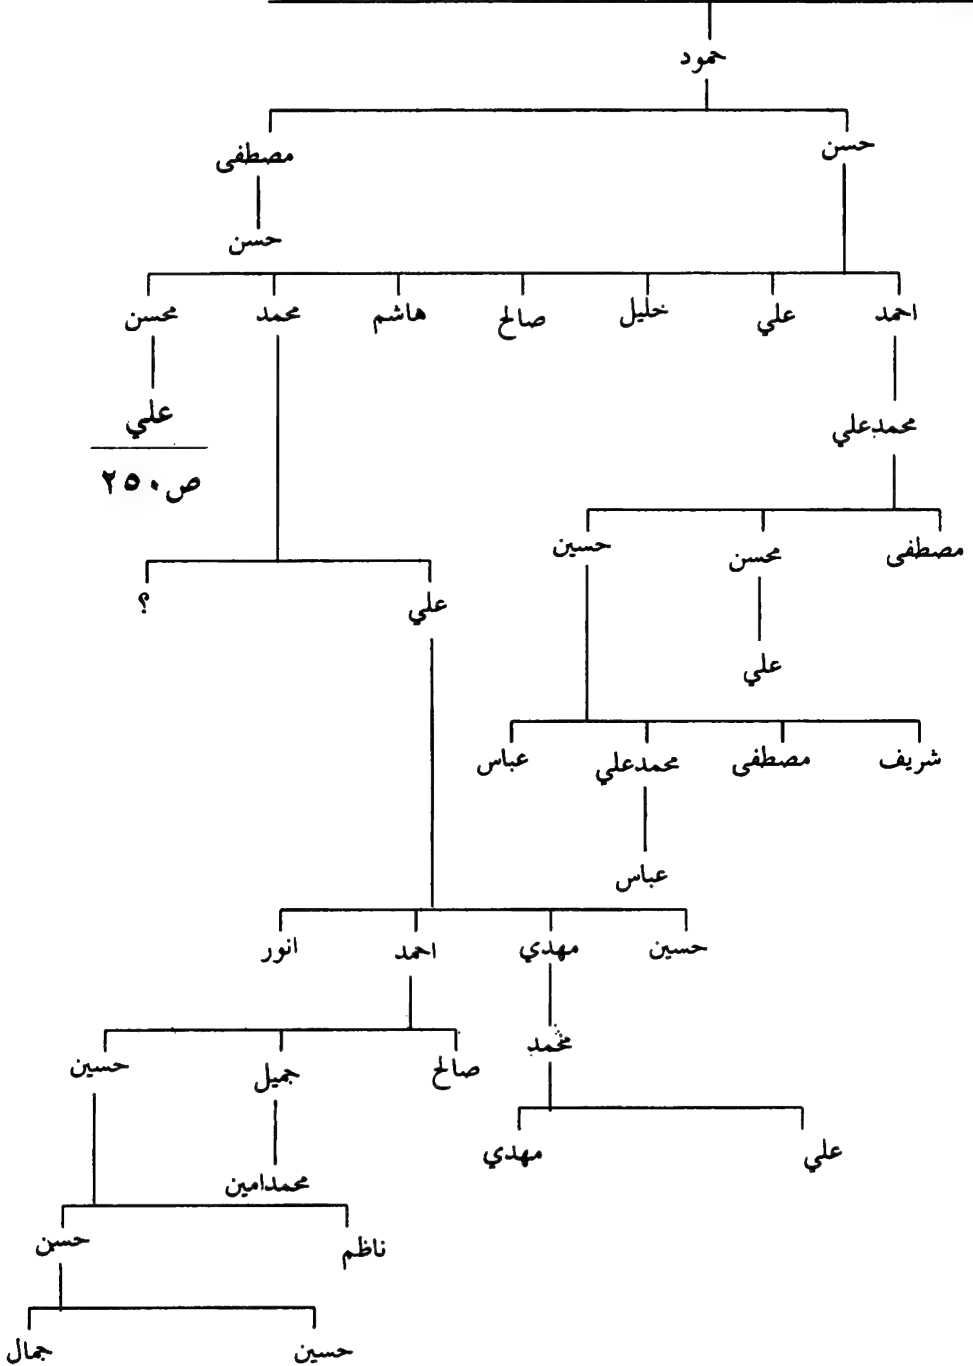 حمود
حسن مصطفى
حسن
احمد علي خليل صالح هاشم محمد محسن
علي
ص ٢٥٠
محمدعلي
مصطفى محسن حسين
علي ؟
علي
شريف مصطفى محمدعلي عباس
عباس
حسين مهدي احمد انور
محمد
صالح جميل حسين
علي مهدي
محمدامين
ناظم حسن
حسين جمال